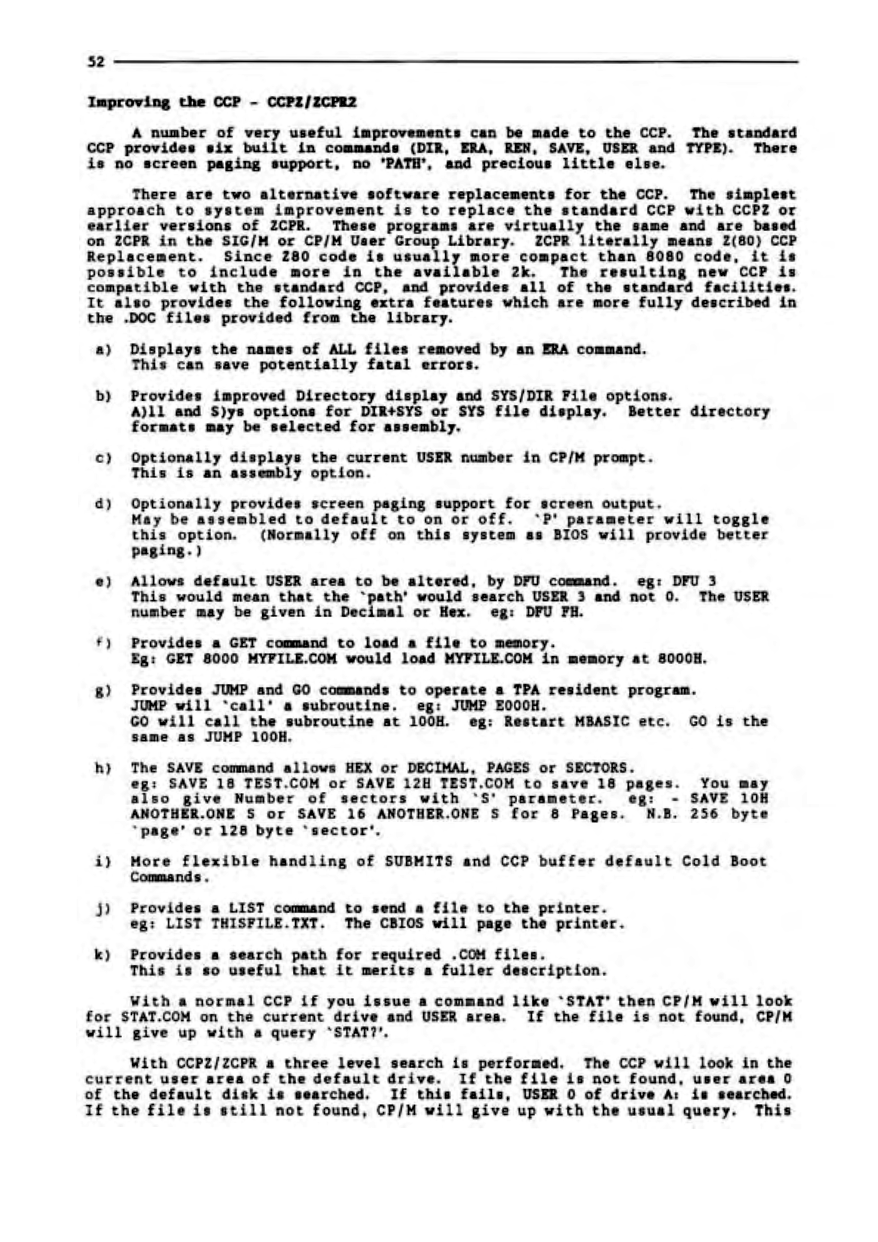 52
Improving the CCP - CCPZ/ZCPR2
A number of very useful improvements can be made to the CCP. The standard
CCP provides six built in commands (DIR, ERA, REN, SAVE, USER and TYPE). There
is no screen paging support, no 'PATH', and precious little else.
There are two alternative software replacements for the CCP. The simplest
approach to system improvement is to replace the standard CCP with CCPZ or
earlier versions of ZCPR. These programs are virtually the same and are based
on ZCPR in the SIG/M or CP/M User Group Library. ZCPR literally means Z(80) CCP
Replacement. Since Z80 code is usually more compact than 8080 code, it is
possible to include more in the available 2k. The resulting new CCP is
compatible with the standard CCP, and provides all of the standard facilities.
It also provides the following extra features which are more fully described in
the .DOC files provided from the library.
a) Displays the names of ALL files removed by an ERA command.
This can save potentially fatal errors.
b) Provides improved Directory display and SYS/DIR File options.
A)ll and S)ys options for DIR+SYS or SYS file display. Better directory
formats may be selected for assembly.
c) Optionally displays the current USER number in CP/M prompt.
This is an assembly option.
d) Optionally provides screen paging support for screen output.
May be assembled to default to on or off. `P' parameter will toggle
this option. (Normally off on this system as BIOS will provide better
paging.)
e) Allows default USER area to be altered, by DFU command. eg: DFU 3
This would mean that the `path' would search USER 3 and not 0. The USER
number may be given in Decimal or Hex. eg: DFU FH.
f) Provides a GET command to load a file to memory.
Eg: GET 8000 MYFILE.COM would load MYFILE.COM in memory at 8000H.
g) Provides JUMP and GO commands to operate a TPA resident program.
JUMP will `call' a subroutine. eg: JUMP E000H.
GO will call the subroutine at 100H. eg: Restart MBASIC etc. GO is the
same as JUMP 100H.
h) The SAVE command allows HEX or DECIMAL, PAGES or SECTORS.
eg: SAVE 18 TEST.COM or SAVE 12H TEST.COM to save 18 pages. You may
also give Number of sectors with `S' parameter. eg: - SAVE 10H
ANOTHER.ONE S or SAVE 16 ANOTHER.ONE S for 8 Pages. N.B. 256 byte
`page' or 128 byte `sector'.
i) More flexible handling of SUBMITS and CCP buffer default Cold Boot
Commands.
j) Provides a LIST command to send a file to the printer.
eg: LIST THISFILE.TXT. The CBIOS will page the printer.
k) Provides a search path for required .COM files.
This is so useful that it merits a fuller description.
With a normal CCP if you issue a command like `STAT' then CP/M will look
for STAT.COM on the current drive and USER area. If the file is not found, CP/M
will give up with a query `STAT?'.
With CCPZ/ZCPR a three level search is performed. The CCP will look in the
current user area of the default drive. If the file is not found, user area 0
of the default disk is searched. If this fails, USER 0 of drive A: is searched.
If the file is still not found, CP/M will give up with the usual query. This